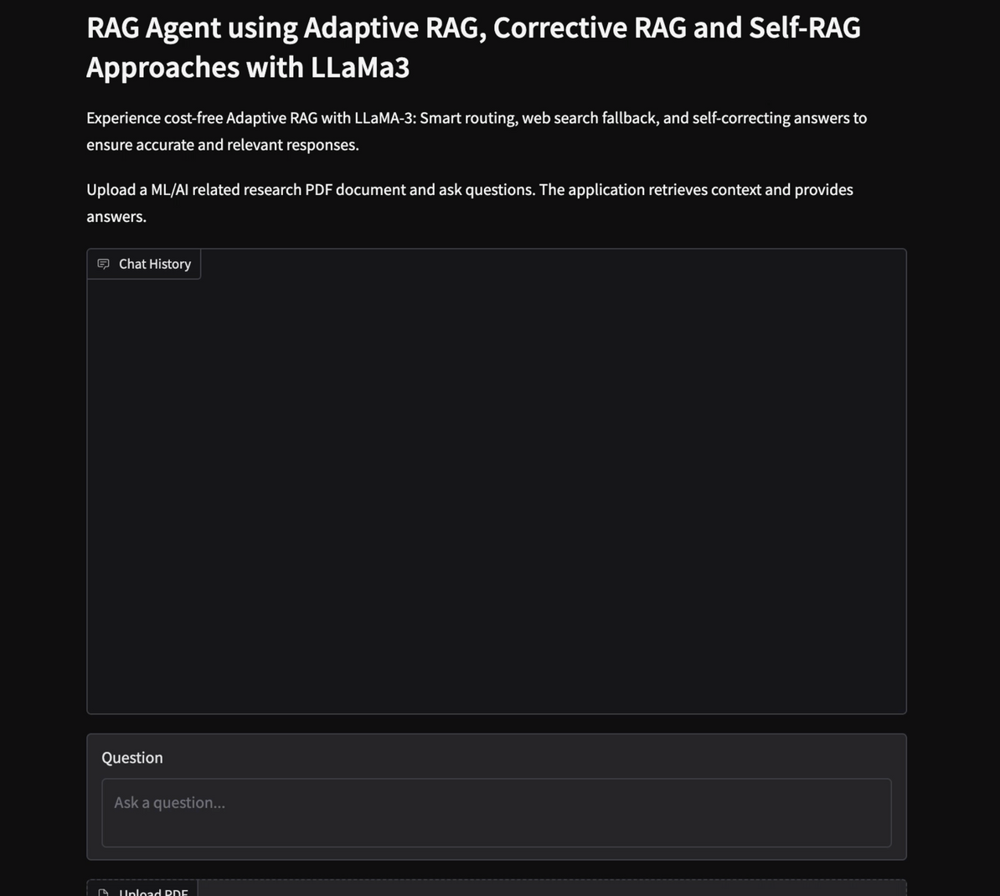 RAG Agent using Adaptive RAG, Corrective RAG and Self-RAG
Approaches with LLaMa3
Experience cost-free Adaptive RAG with LLaMA-3: Smart routing, web search fallback, and self-correcting answers to
ensure accurate and relevant responses.
Upload a ML/AI related research PDF document and ask questions. The application retrieves context and provides
answers.
Chat History
Question
Ask a question...
Upload PDF